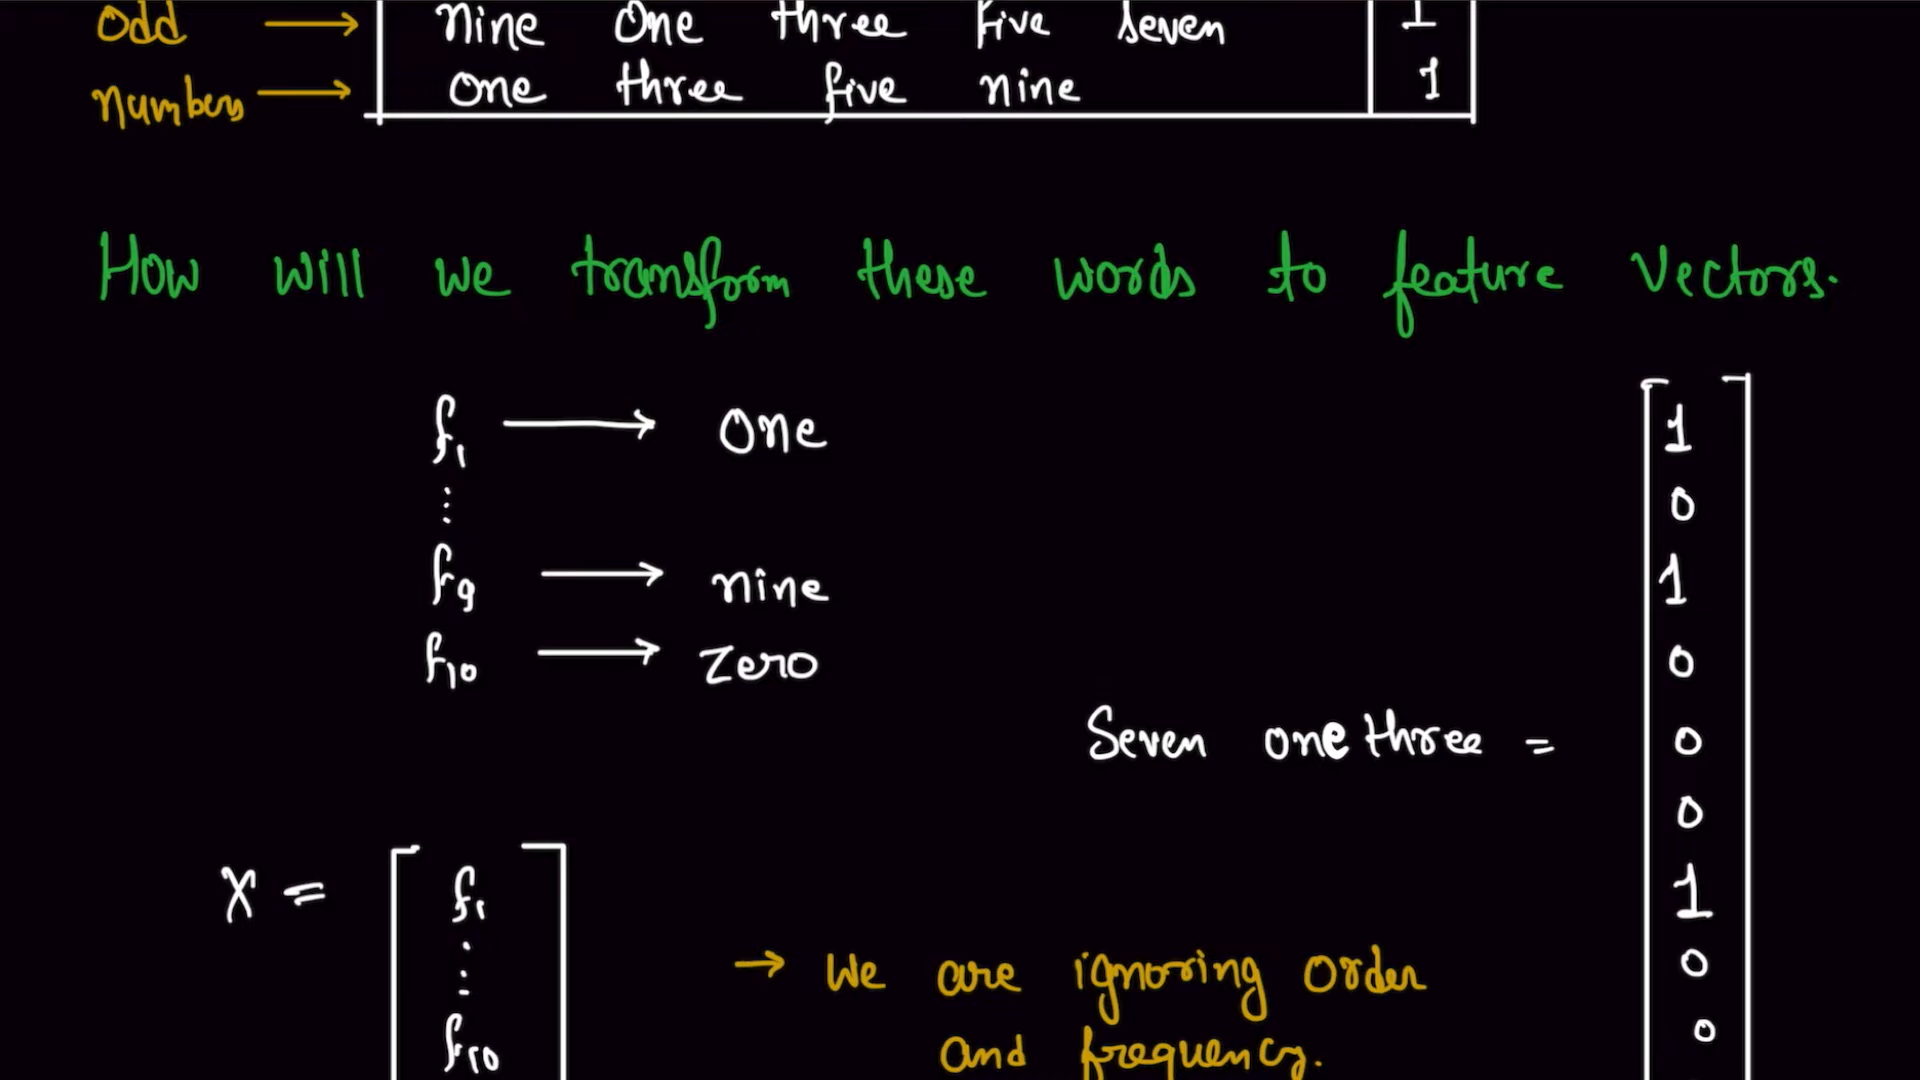 Odd → nine one three five seven 1
numbers → one three five nine 1
How will we transform these words to feature vectors.
f₁ → One
⋮
f₉ → nine
f₁₀ → zero
Seven one three =
1
0
1
0
0
0
1
0
0
X =
f₁
⋮
f₁₀
→ We are ignoring order
and frequency.